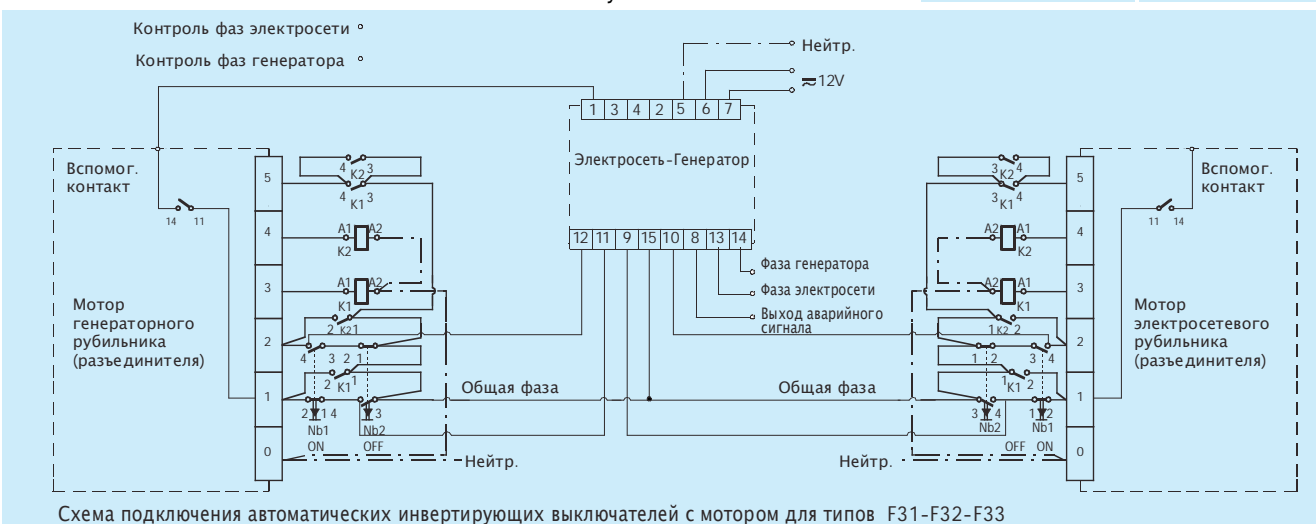 Контроль фаз электросети
Контроль фаз генератора
Нейтр.
12V
1 3 4 2 5 6 7
Электросеть-Генератор
12 11 9 15 10 8 13 14
Фаза генератора
Фаза электросети
Выход аварийного
сигнала
Вспомог.
контакт
14 11
Мотор
генераторного
рубильника
(разъединителя)
5
4
3
2
1
0
4 K2 3
4 K1 3
A1 A2
K2
A1 A2
K1
2 K2 1
4 3 2 1
2 K1 1
2 1 4 3
Nb1 Nb2
ON OFF
Общая фаза
Нейтр.
Общая фаза
Нейтр.
3 K2 4
3 K1 4
A2 A1
K2
A2 A1
K1
1 K2 2
1 2 3 4
1 K1 2
3 4 1 2
Nb2 Nb1
OFF ON
5
4
3
2
1
0
Вспомог.
контакт
11 14
Мотор
электросетевого
рубильника
(разъединителя)
Схема подключения автоматических инвертирующих выключателей с мотором для типов F31-F32-F33